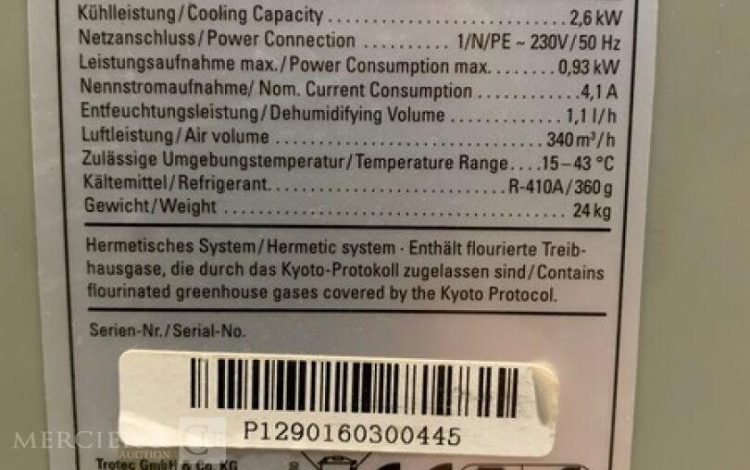 Kühlleistung/Cooling Capacity ........................ 2,6 kW
Netzanschluss/Power Connection .......... 1/N/PE ~ 230V/50 Hz
Leistungsaufnahme max./Power Consumption max. ........ 0,93 kW
Nennstromaufnahme/ Nom. Current Consumption ............ 4,1 A
Entfeuchtungsleistung/Dehumidifying Volume ............ 1,1 l/h
Luftleistung/Air volume ........................ 340 m³/h
Zulässige Umgebungstemperatur/Temperature Range.... 15–43 °C
Kältemittel/Refrigerant........................ R-410A/360 g
Gewicht/Weight ........................ 24 kg
Hermetisches System/Hermetic system · Enthält flourierte Treib-
hausgase, die durch das Kyoto-Protokoll zugelassen sind/Contains
flourinated greenhouse gases covered by the Kyoto Protocol.
Serien-Nr./Serial-No.
P1290160300445
AUCTION
Trotec GmbH & Co. KG